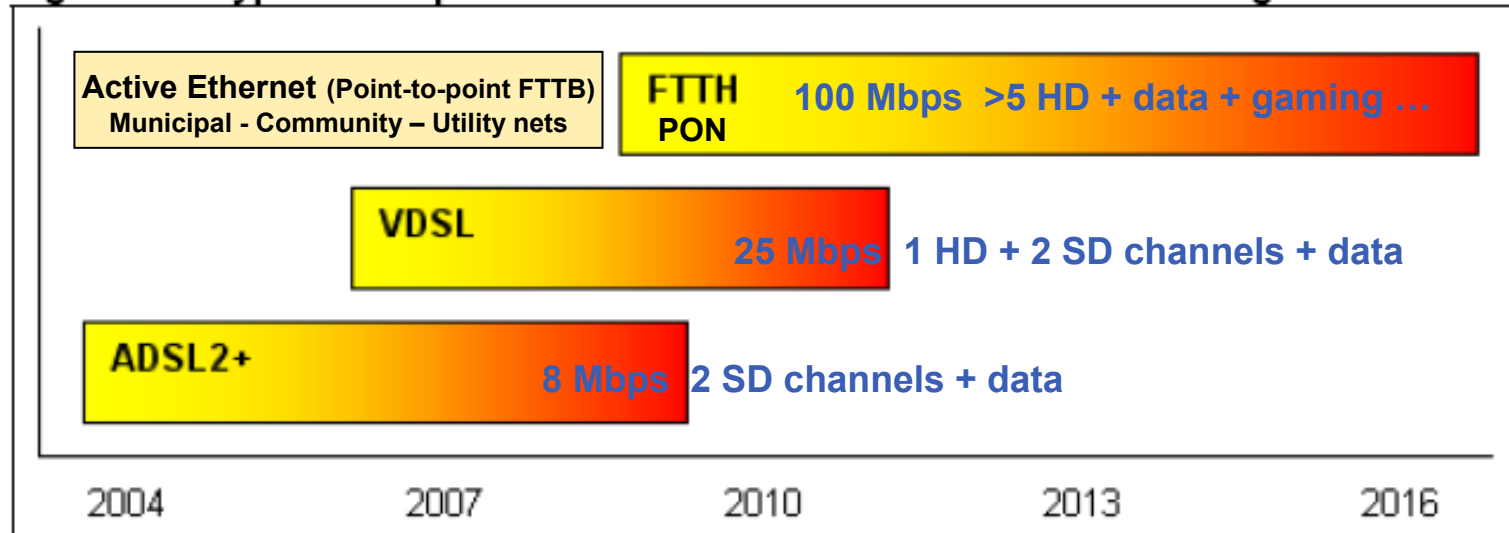 Active Ethernet (Point-to-point FTTB)
Municipal - Community – Utility nets
FTTH
PON
100 Mbps >5 HD + data + gaming ...
VDSL
25 Mbps 1 HD + 2 SD channels + data
ADSL2+
8 Mbps 2 SD channels + data
2004 2007 2010 2013 2016